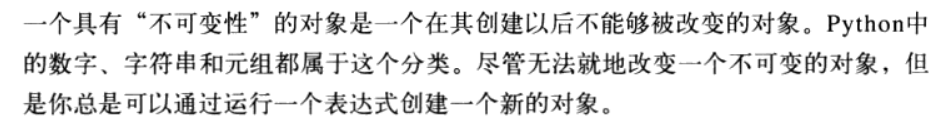 一个具有“不可变性”的对象是一个在其创建以后不能够被改变的对象。Python中
的数字、字符串和元组都属于这个分类。尽管无法就地改变一个不可变的对象，但
是你总是可以通过运行一个表达式创建一个新的对象。